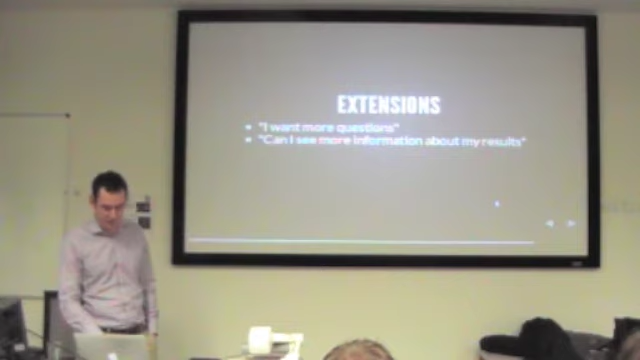 EXTENSIONS
"I want more questions"
"Can I see more information about my results"